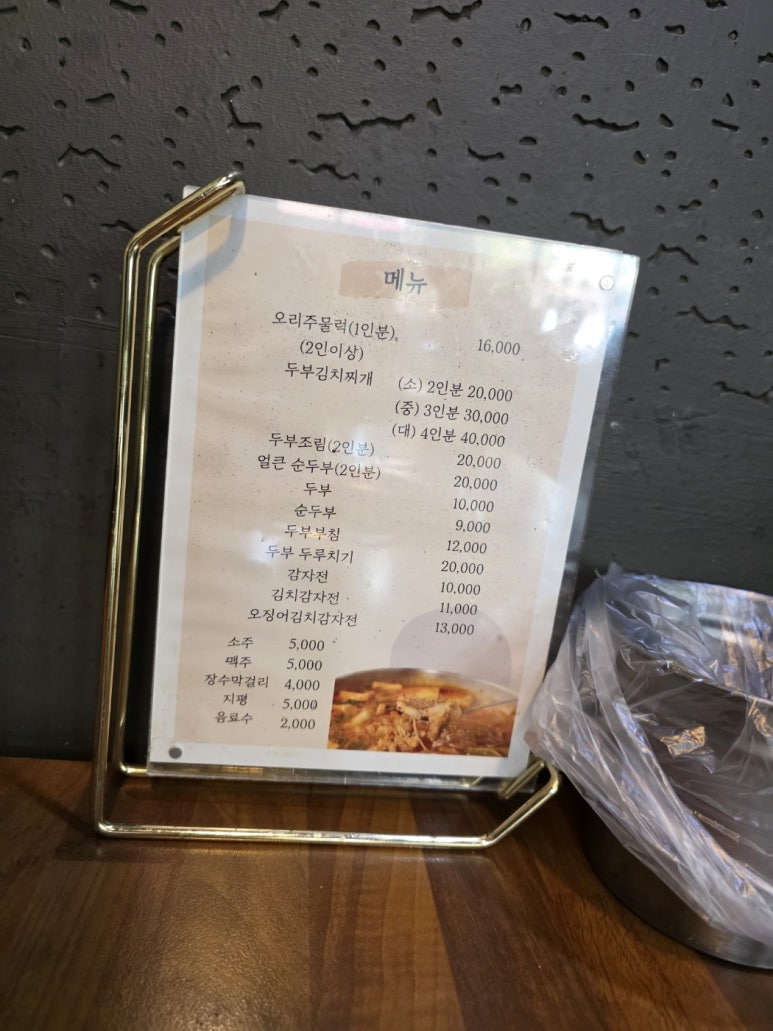 메뉴
오리주물럭(1인분),
(2인이상) 16,000
두부김치찌개 (소) 2인분 20,000
(중) 3인분 30,000
(대) 4인분 40,000
두부조림(2인분) 20,000
얼큰 순두부(2인분) 20,000
두부 10,000
순두부 9,000
두부부침 12,000
두부 두루치기 20,000
감자전 10,000
김치감자전 11,000
오징어김치감자전 13,000
소주 5,000
맥주 5,000
장수막걸리 4,000
지평 5,000
음료수 2,000